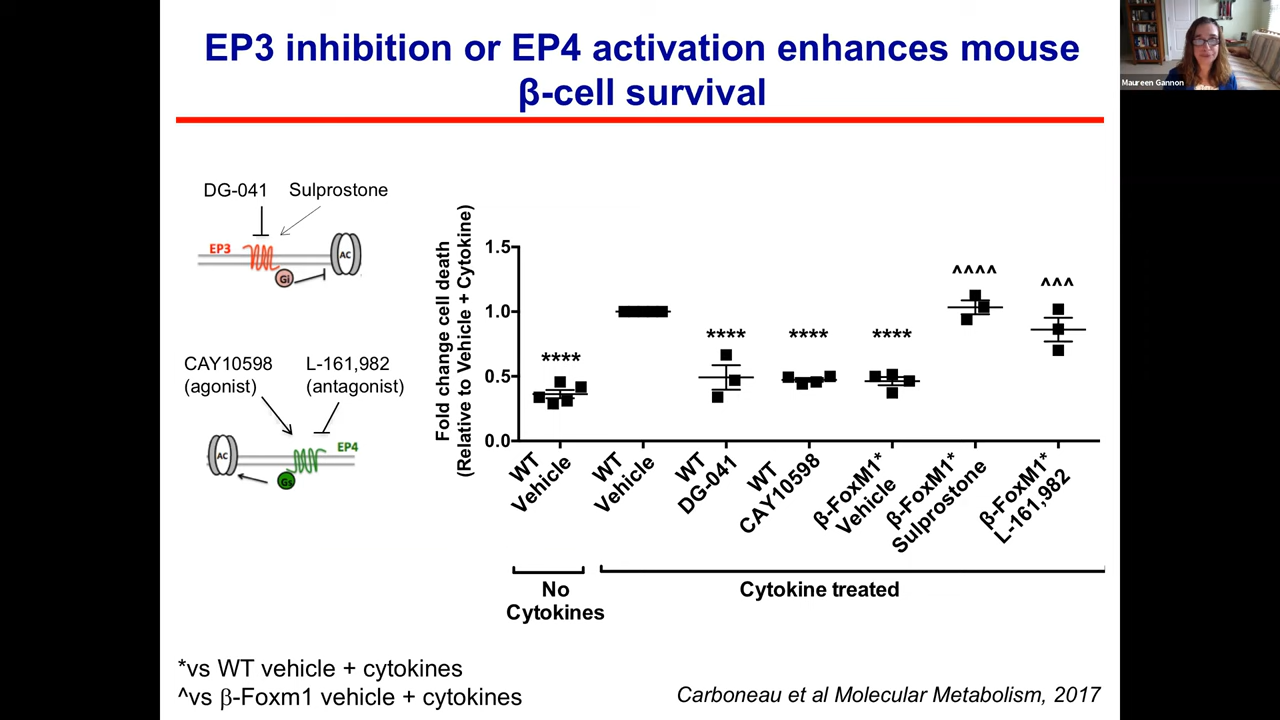 EP3 inhibition or EP4 activation enhances mouse
β-cell survival
Maureen Gannon
DG-041 Sulprostone
EP3
AC
Gi
CAY10598
(agonist)
L-161,982
(antagonist)
AC
EP4
Gs
Fold change cell death
(Relative to Vehicle + Cytokine)
1.5
1.0
0.5
0.0
****
****
****
****
^^^^
^^^
WT
Vehicle
WT
Vehicle
WT
DG-041
WT
CAY10598
β-FoxM1*
Vehicle
β-FoxM1*
Sulprostone
β-FoxM1*
L-161,982
No
Cytokines
Cytokine treated
*vs WT vehicle + cytokines
^vs β-Foxm1 vehicle + cytokines
Carboneau et al Molecular Metabolism, 2017